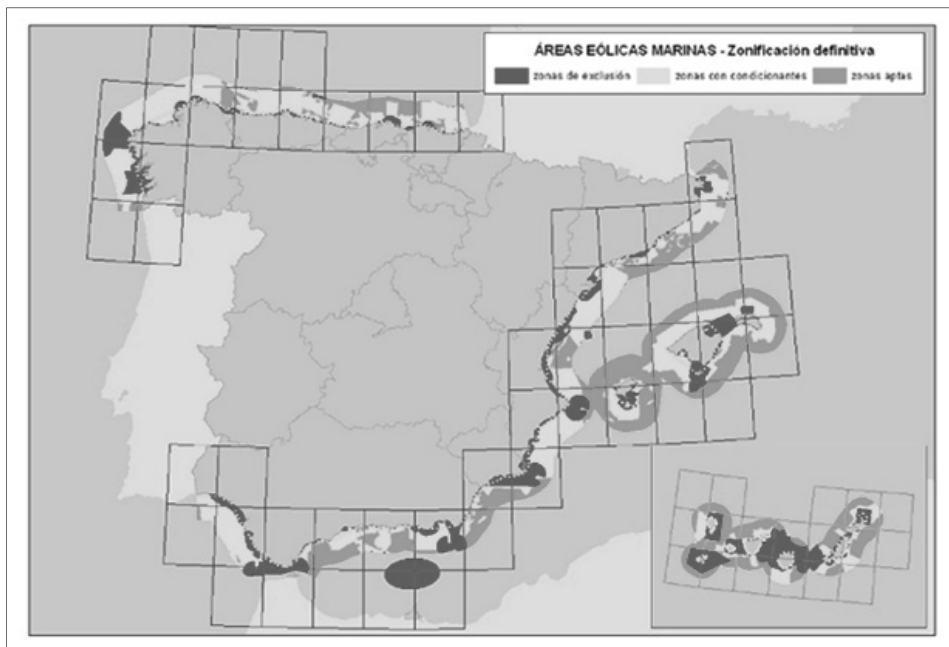 ÁREAS EÓLICAS MARINAS - Zonificación definitiva
zonas de exclusión zonas con condicionantes zonas aptas